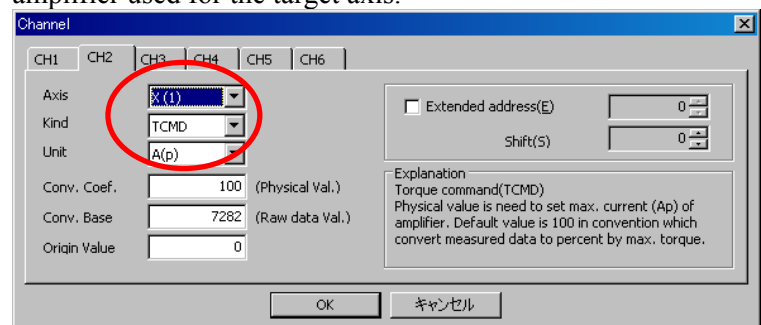 amplifier used for the target axis.
Channel
CH1 CH2 CH3 CH4 CH5 CH6
Axis X (1)
Kind TCMD
Unit A(p)
Conv. Coef. 100 (Physical Val.)
Conv. Base 7282 (Raw data Val.)
Origin Value 0
Extended address(E) 0
Shift(S) 0
Explanation
Torque command(TCMD)
Physical value is need to set max. current (Ap) of
amplifier. Default value is 100 in convention which
convert measured data to percent by max. torque.
OK キャンセル